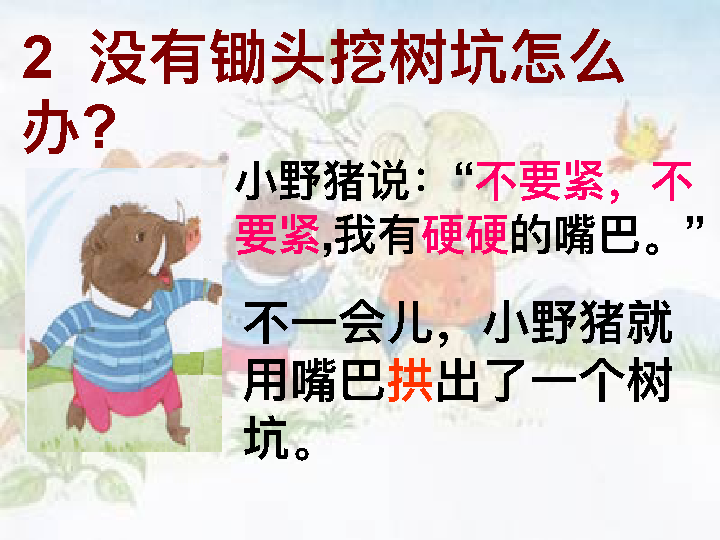 2 没有锄头挖树坑怎么
办?
小野猪说：“不要紧，不
要紧,我有硬硬的嘴巴。”
不一会儿，小野猪就
用嘴巴拱出了一个树
坑。